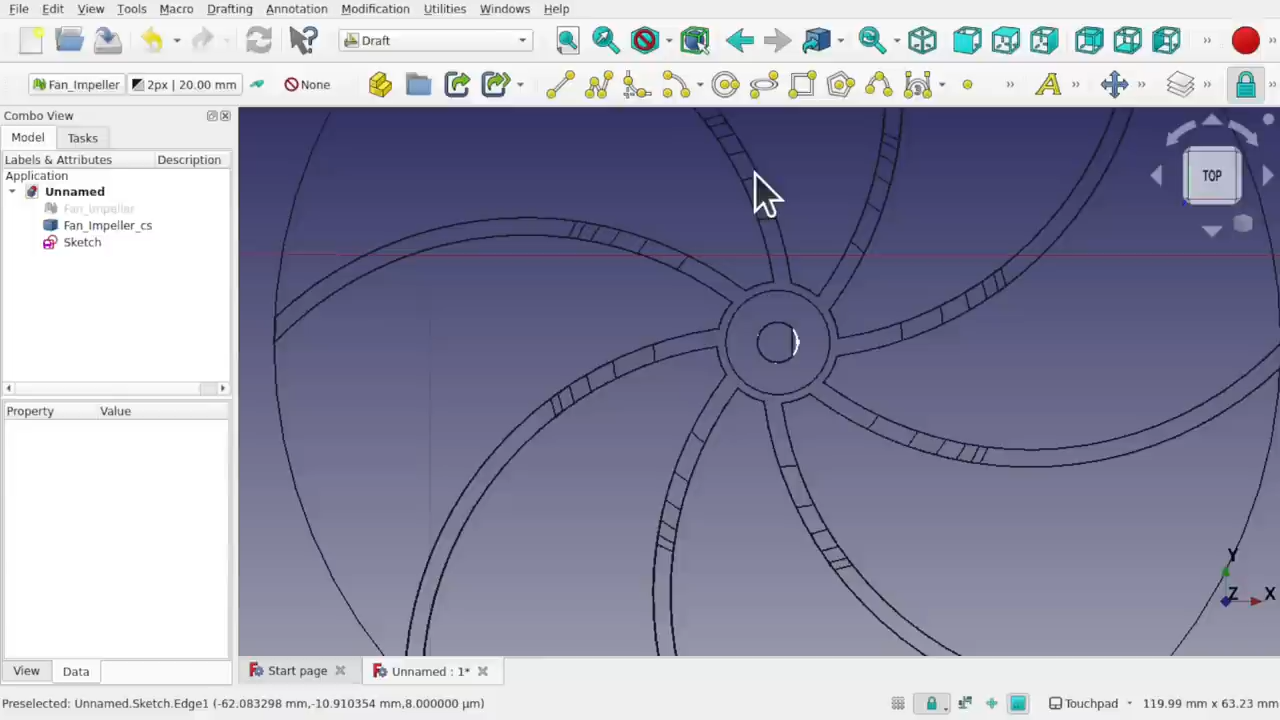 File Edit View Tools Macro Drafting Annotation Modification Utilities Windows Help
Draft
Fan_Impeller 2px | 20.00 mm None
Combo View
Model Tasks
Labels & Attributes Description
Application
Unnamed
Fan_Impeller
Fan_Impeller_cs
Sketch
Property Value
View Data
TOP
Y
Z X
Start page Unnamed : 1*
Preselected: Unnamed.Sketch.Edge1 (-62.083298 mm,-10.910354 mm,8.000000 µm) Touchpad 119.99 mm x 63.23 mm